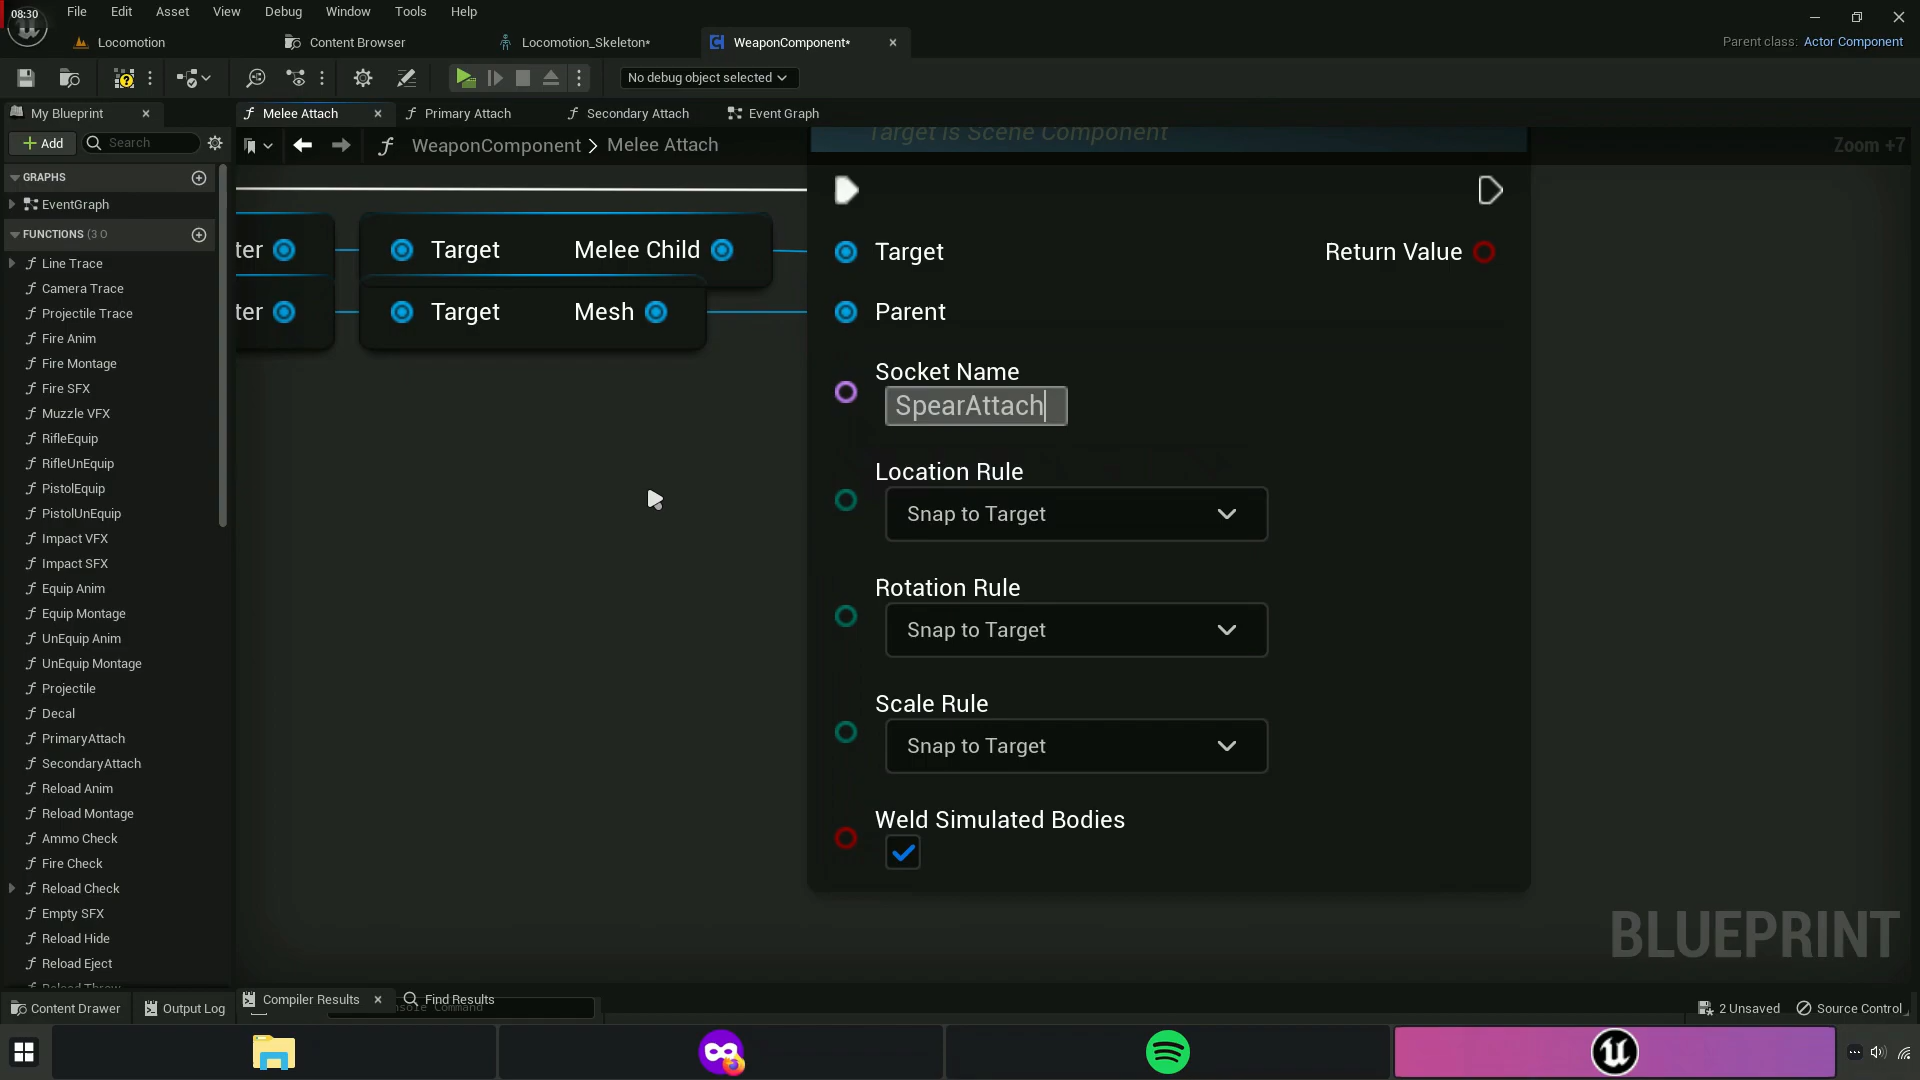 08:30
File Edit Asset View Debug Window Tools Help
Locomotion
Content Browser
Locomotion_Skeleton*
WeaponComponent*
Parent class: Actor Component
No debug object selected
My Blueprint
Melee Attach
Primary Attach
Secondary Attach
Event Graph
Add
Search
WeaponComponent > Melee Attach
Zoom +7
Target is Scene Component
GRAPHS
EventGraph
FUNCTIONS (3 O
Line Trace
Camera Trace
Projectile Trace
Fire Anim
Fire Montage
Fire SFX
Muzzle VFX
RifleEquip
RifleUnEquip
PistolEquip
PistolUnEquip
Impact VFX
Impact SFX
Equip Anim
Equip Montage
UnEquip Anim
UnEquip Montage
Projectile
Decal
PrimaryAttach
SecondaryAttach
Reload Anim
Reload Montage
Ammo Check
Fire Check
Reload Check
Empty SFX
Reload Hide
Reload Eject
Reload Throw
ter
Target Melee Child
ter
Target Mesh
Target
Return Value
Parent
Socket Name
SpearAttach
Location Rule
Snap to Target
Rotation Rule
Snap to Target
Scale Rule
Snap to Target
Weld Simulated Bodies
BLUEPRINT
Compiler Results
Find Results
Content Drawer
Output Log
nsole Command
2 Unsaved
Source Control